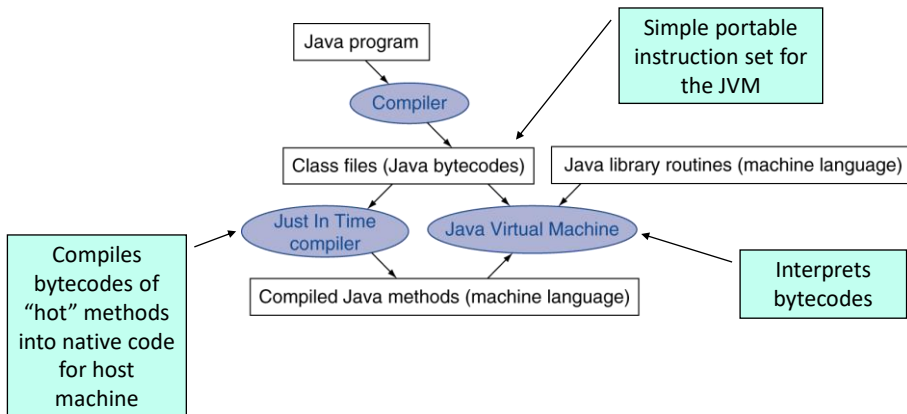 Java program
Simple portable
instruction set for
the JVM
Compiler
Class files (Java bytecodes)
Java library routines (machine language)
Just In Time
compiler
Java Virtual Machine
Compiles
bytecodes of
“hot” methods
into native code
for host
machine
Compiled Java methods (machine language)
Interprets
bytecodes